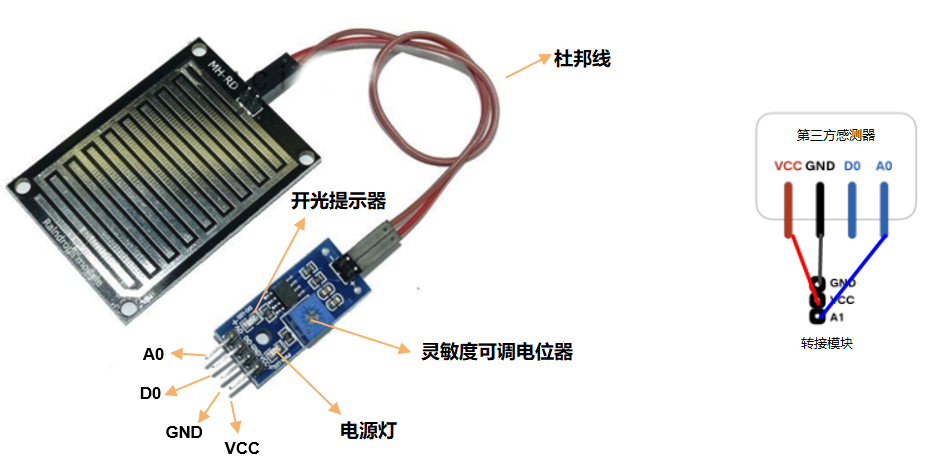 MH-RD
Raindrops module
杜邦线
开光提示器
灵敏度可调电位器
电源灯
A0
D0
GND
VCC
第三方感测器
VCC GND D0 A0
GND
VCC
A1
转接模块